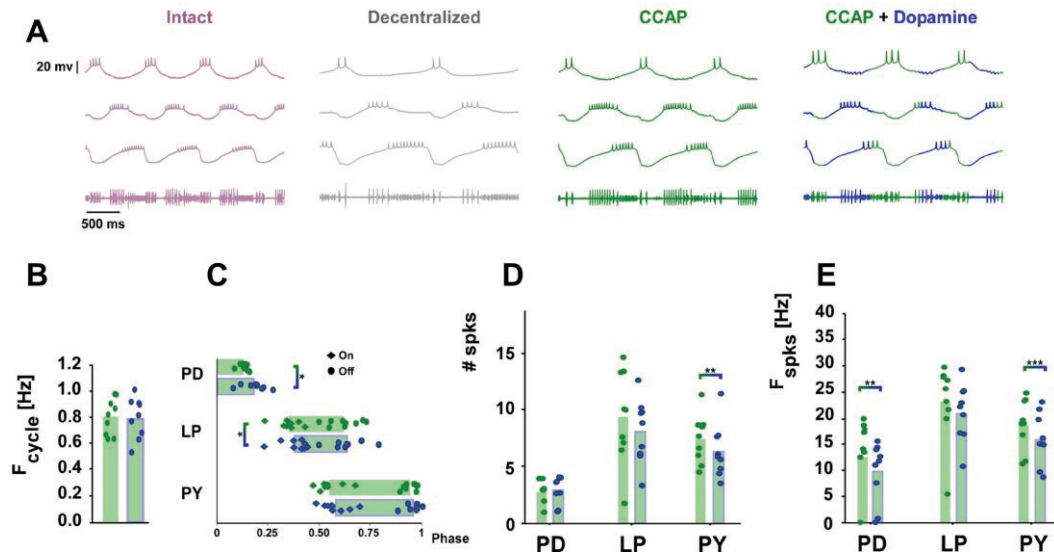 A
Intact
Decentralized
CCAP
CCAP + Dopamine
20 mv
500 ms
B
F cycle [Hz]
1.2
1.0
0.8
0.6
0.4
0.2
0.0
C
PD
LP
PY
On
Off
*
*
0
0.25
0.50
0.75
1
Phase
D
# spks
15
10
5
0
**
PD
LP
PY
E
F spks [Hz]
40
35
30
25
20
15
10
5
0
**
***
PD
LP
PY